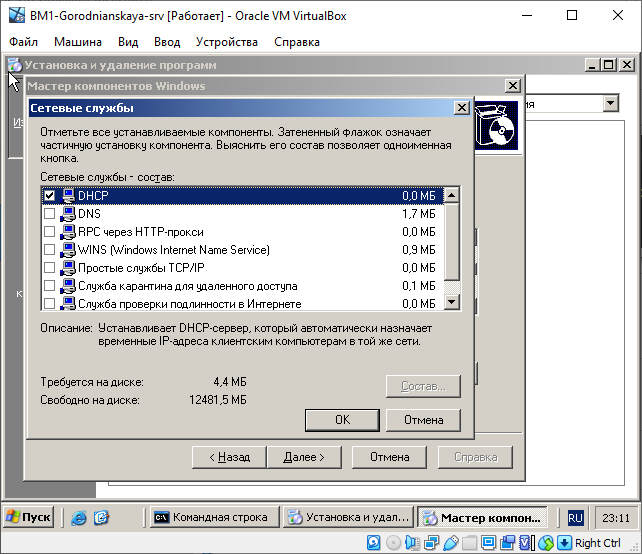 BM1-Gorodnianskaya-srv [Работает] - Oracle VM VirtualBox
Файл Машина Вид Ввод Устройства Справка
Установка и удаление программ
Мастер компонентов Windows
Сетевые службы
Отметьте все устанавливаемые компоненты. Затененный флажок означает
частичную установку компонента. Выяснить его состав позволяет одноименная
кнопка.
Сетевые службы - состав:
DHCP 0,0 МБ
DNS 1,7 МБ
RPC через HTTP-прокси 0,0 МБ
WINS (Windows Internet Name Service) 0,9 МБ
Простые службы TCP/IP 0,0 МБ
Служба карантина для удаленного доступа 0,1 МБ
Служба проверки подлинности в Интернете 0,0 МБ
Описание: Устанавливает DHCP-сервер, который автоматически назначает
временные IP-адреса клиентским компьютерам в той же сети.
Требуется на диске: 4,4 МБ
Состав...
Свободно на диске: 12481,5 МБ
OK Отмена
< Назад Далее > Отмена Справка
Пуск Командная строка Установка и удал... Мастер компон... RU 23:11
Right Ctrl